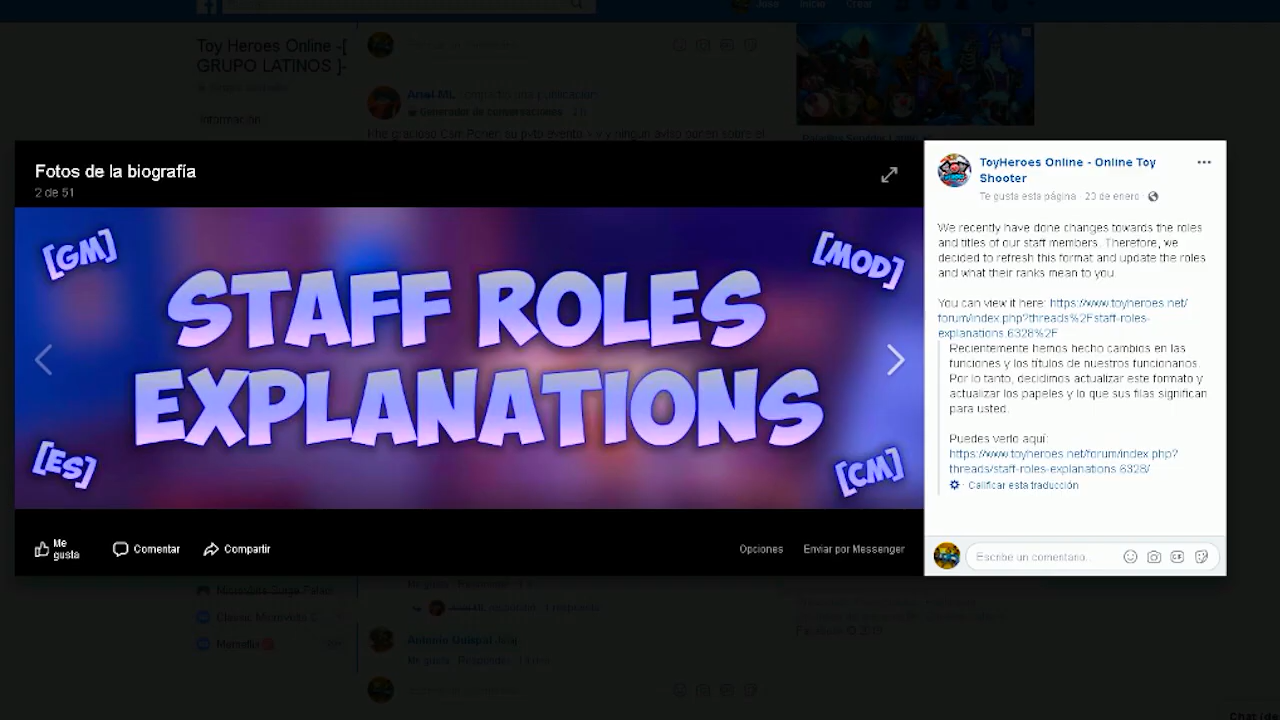 Jose Inicio Crear
Toy Heroes Online -[
GRUPO LATINOS ]-
Información
Fotos de la biografía
2 de 51
[GM]
[MOD]
STAFF ROLES
EXPLANATIONS
[ES]
[CM]
Me
gusta
Comentar
Compartir
Opciones
Enviar por Messenger
ToyHeroes Online - Online Toy
Shooter
Te gusta esta página · 23 de enero ·
We recently have done changes towards the roles
and titles of our staff members. Therefore, we
decided to refresh this format and update the roles
and what their ranks mean to you.
You can view it here: https://www.toyheroes.net/
forum/index.php?threads%2Fstaff-roles-
explanations.6328%2F
Recientemente hemos hecho cambios en las
funciones y los títulos de nuestros funcionarios.
Por lo tanto, decidimos actualizar este formato y
actualizar los papeles y lo que sus filas significan
para usted.
Puedes verlo aquí:
https://www.toyheroes.net/forum/index.php?
threads/staff-roles-explanations.6328/
· Calificar esta traducción
Escribe un comentario...